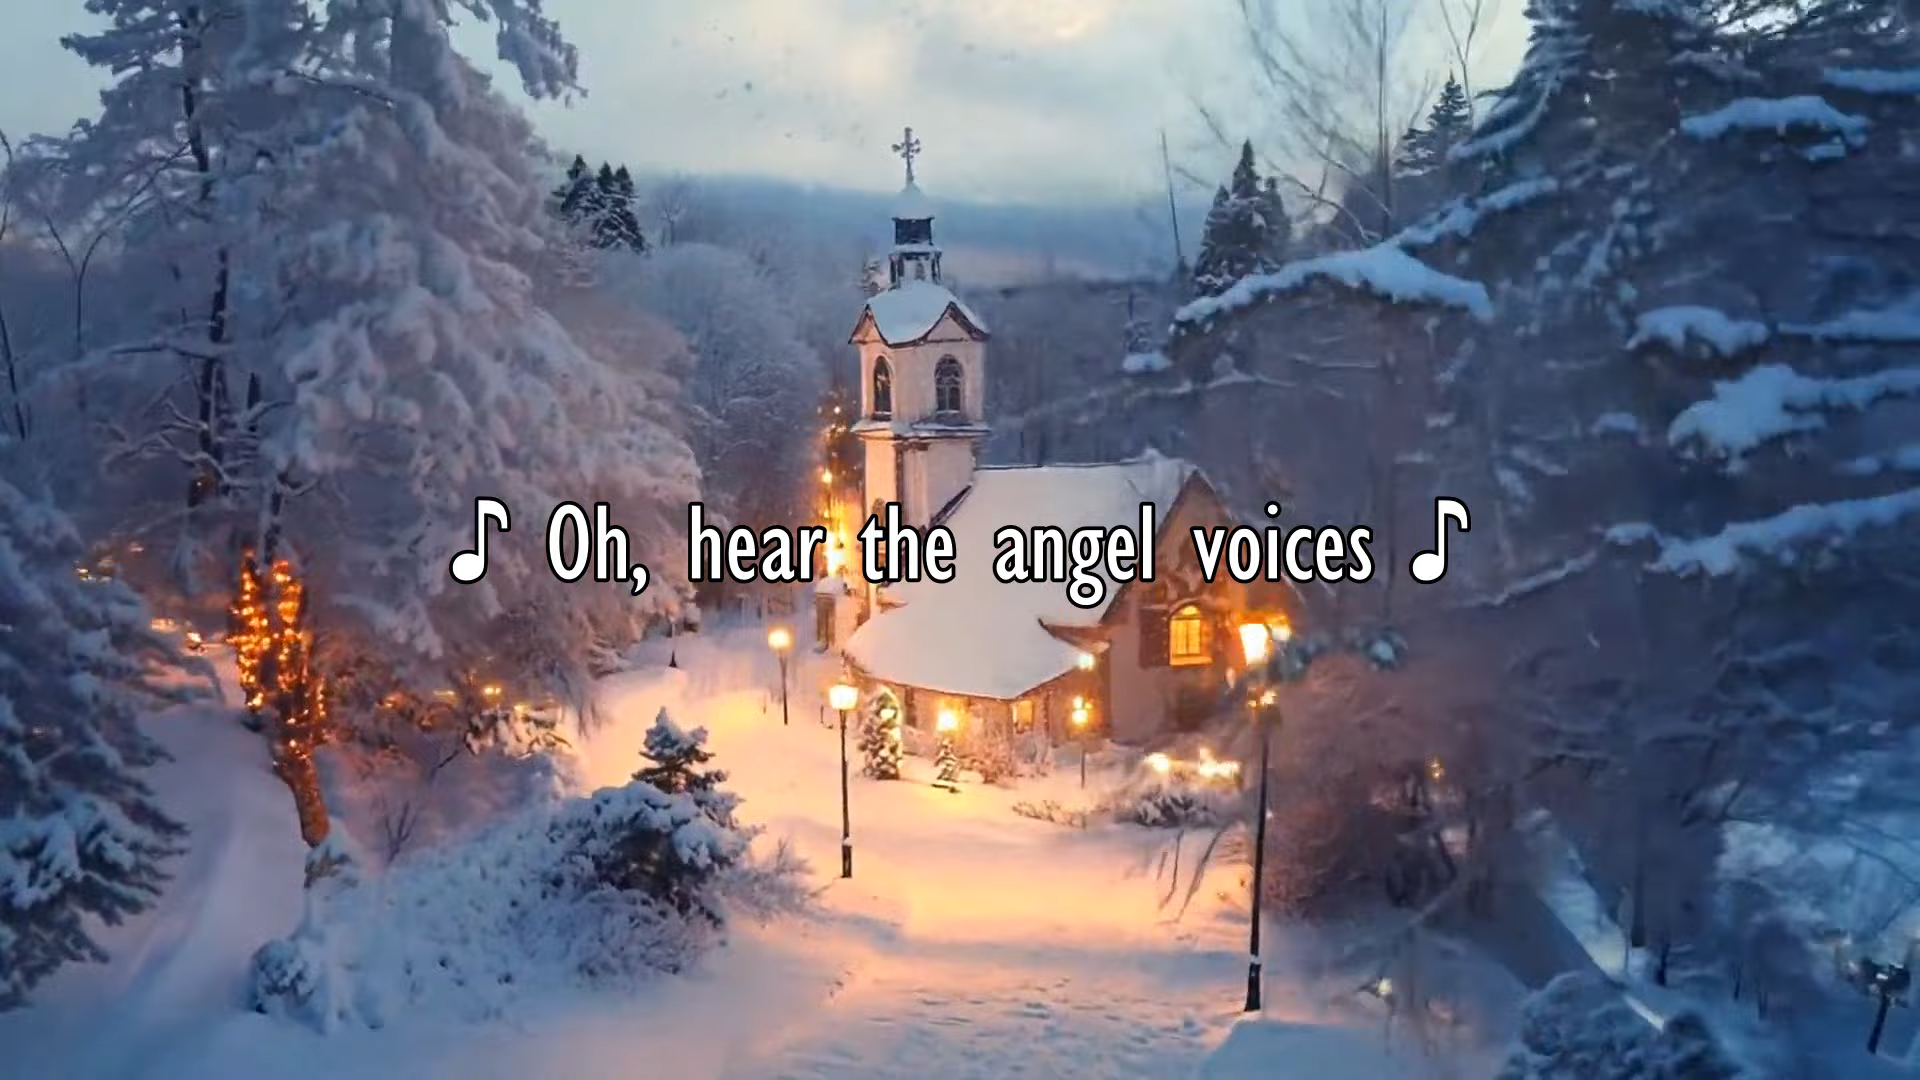 ♪ Oh, hear the angel voices ♪